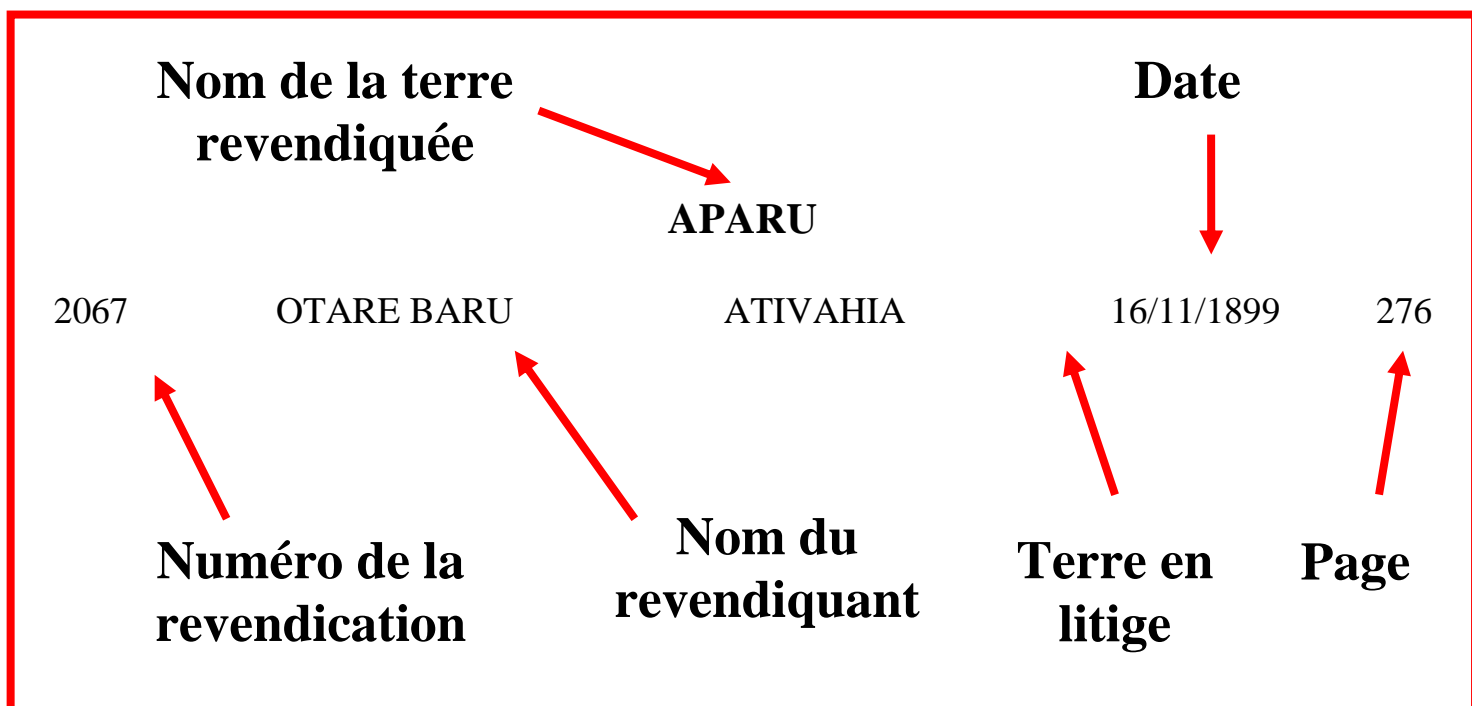 Nom de la terre
revendiquée
Date
APARU
2067 OTARE BARU ATIVAHIA 16/11/1899 276
Numéro de la
revendication
Nom du
revendiquant
Terre en
litige
Page